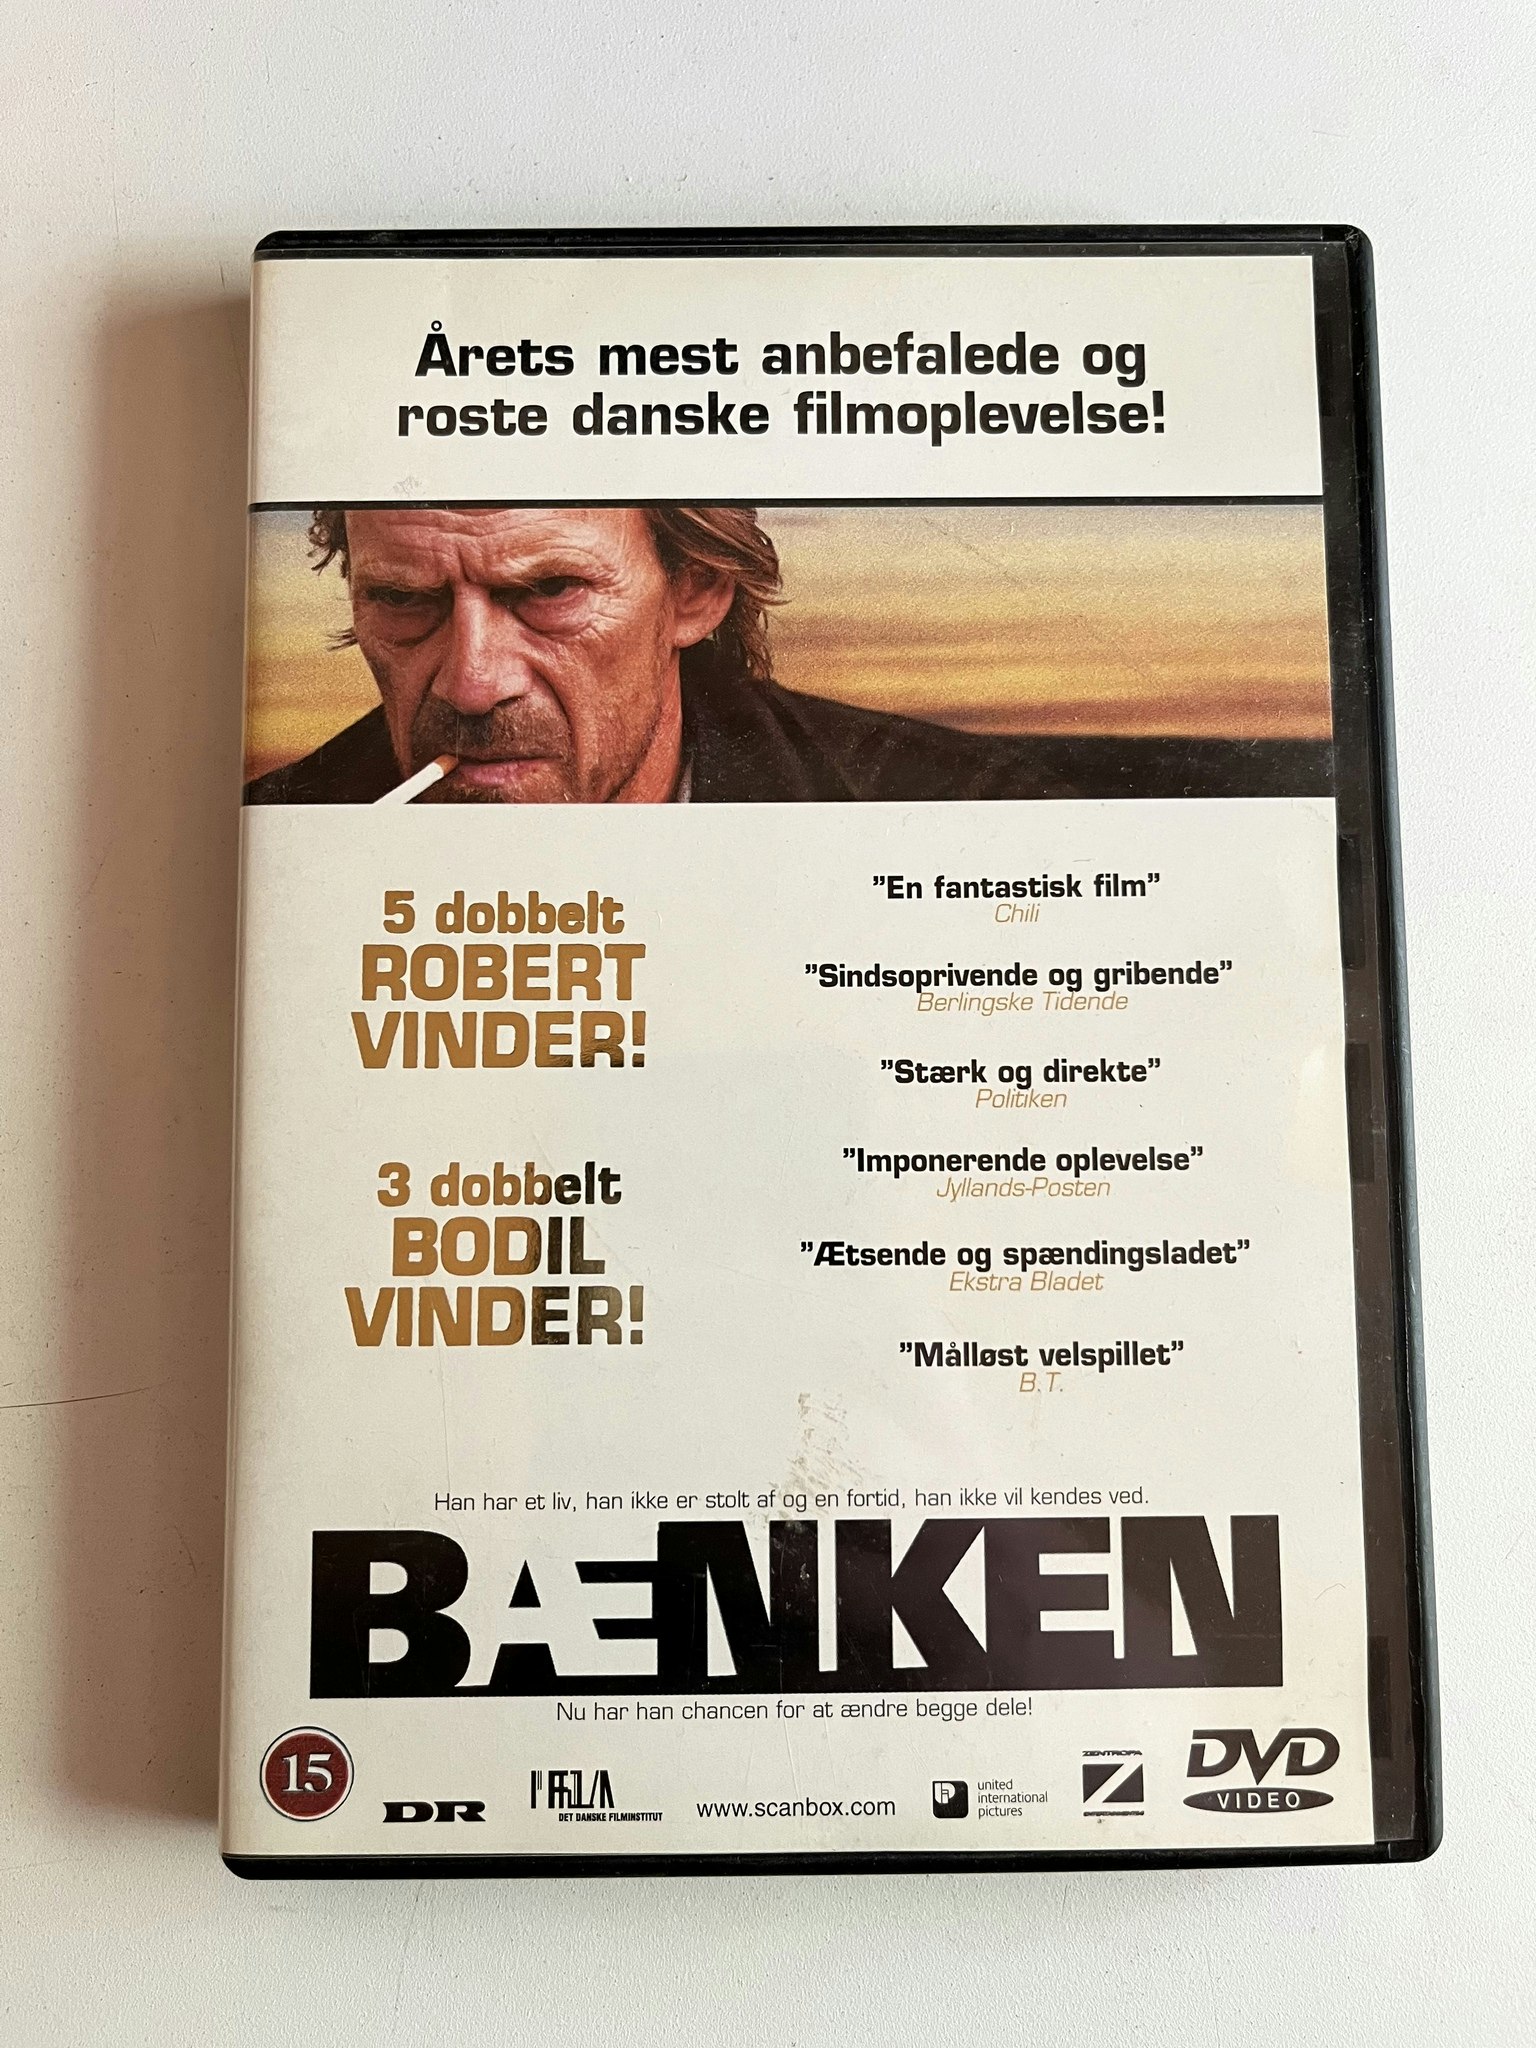 Årets mest anbefalede og
roste danske filmoplevelse!
5 dobbelt
ROBERT
VINDER!
3 dobbelt
BODIL
VINDER!
"En fantastisk film"
Chili
"Sindsoprivende og gribende"
Berlingske Tidende
"Stærk og direkte"
Politiken
"Imponerende oplevelse"
Jyllands-Posten
"Ætsende og spændingsladet"
Ekstra Bladet
"Målløst velspillet"
B.T.
Han har et liv, han ikke er stolt af og en fortid, han ikke vil kendes ved.
BÆNKEN
Nu har han chancen for at ændre begge dele!
15
DR
DET DANSKE FILMINSTITUT
www.scanbox.com
united
international
pictures
ZENTROPA
DVD
VIDEO